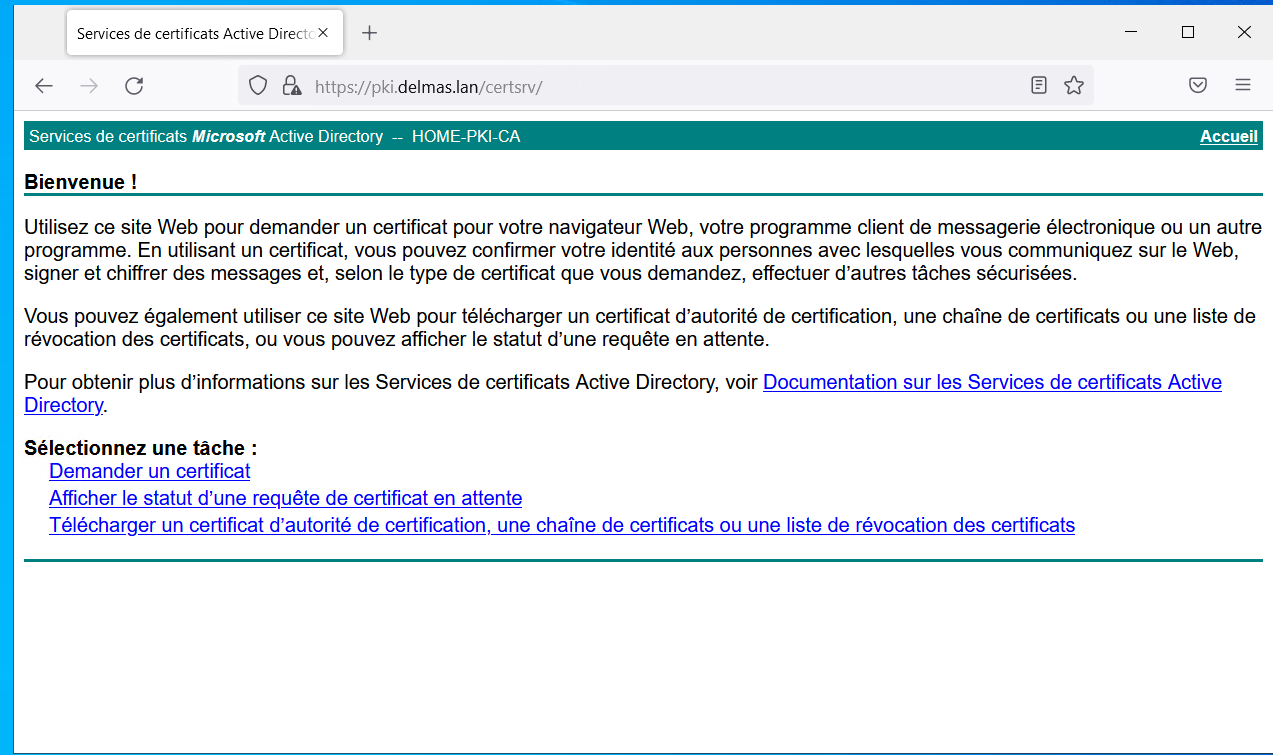 Services de certificats Active Directo
https://pki.delmas.lan/certsrv/
Services de certificats Microsoft Active Directory -- HOME-PKI-CA Accueil
Bienvenue !
Utilisez ce site Web pour demander un certificat pour votre navigateur Web, votre programme client de messagerie électronique ou un autre
programme. En utilisant un certificat, vous pouvez confirmer votre identité aux personnes avec lesquelles vous communiquez sur le Web,
signer et chiffrer des messages et, selon le type de certificat que vous demandez, effectuer d’autres tâches sécurisées.
Vous pouvez également utiliser ce site Web pour télécharger un certificat d’autorité de certification, une chaîne de certificats ou une liste de
révocation des certificats, ou vous pouvez afficher le statut d’une requête en attente.
Pour obtenir plus d’informations sur les Services de certificats Active Directory, voir Documentation sur les Services de certificats Active
Directory.
Sélectionnez une tâche :
Demander un certificat
Afficher le statut d’une requête de certificat en attente
Télécharger un certificat d’autorité de certification, une chaîne de certificats ou une liste de révocation des certificats